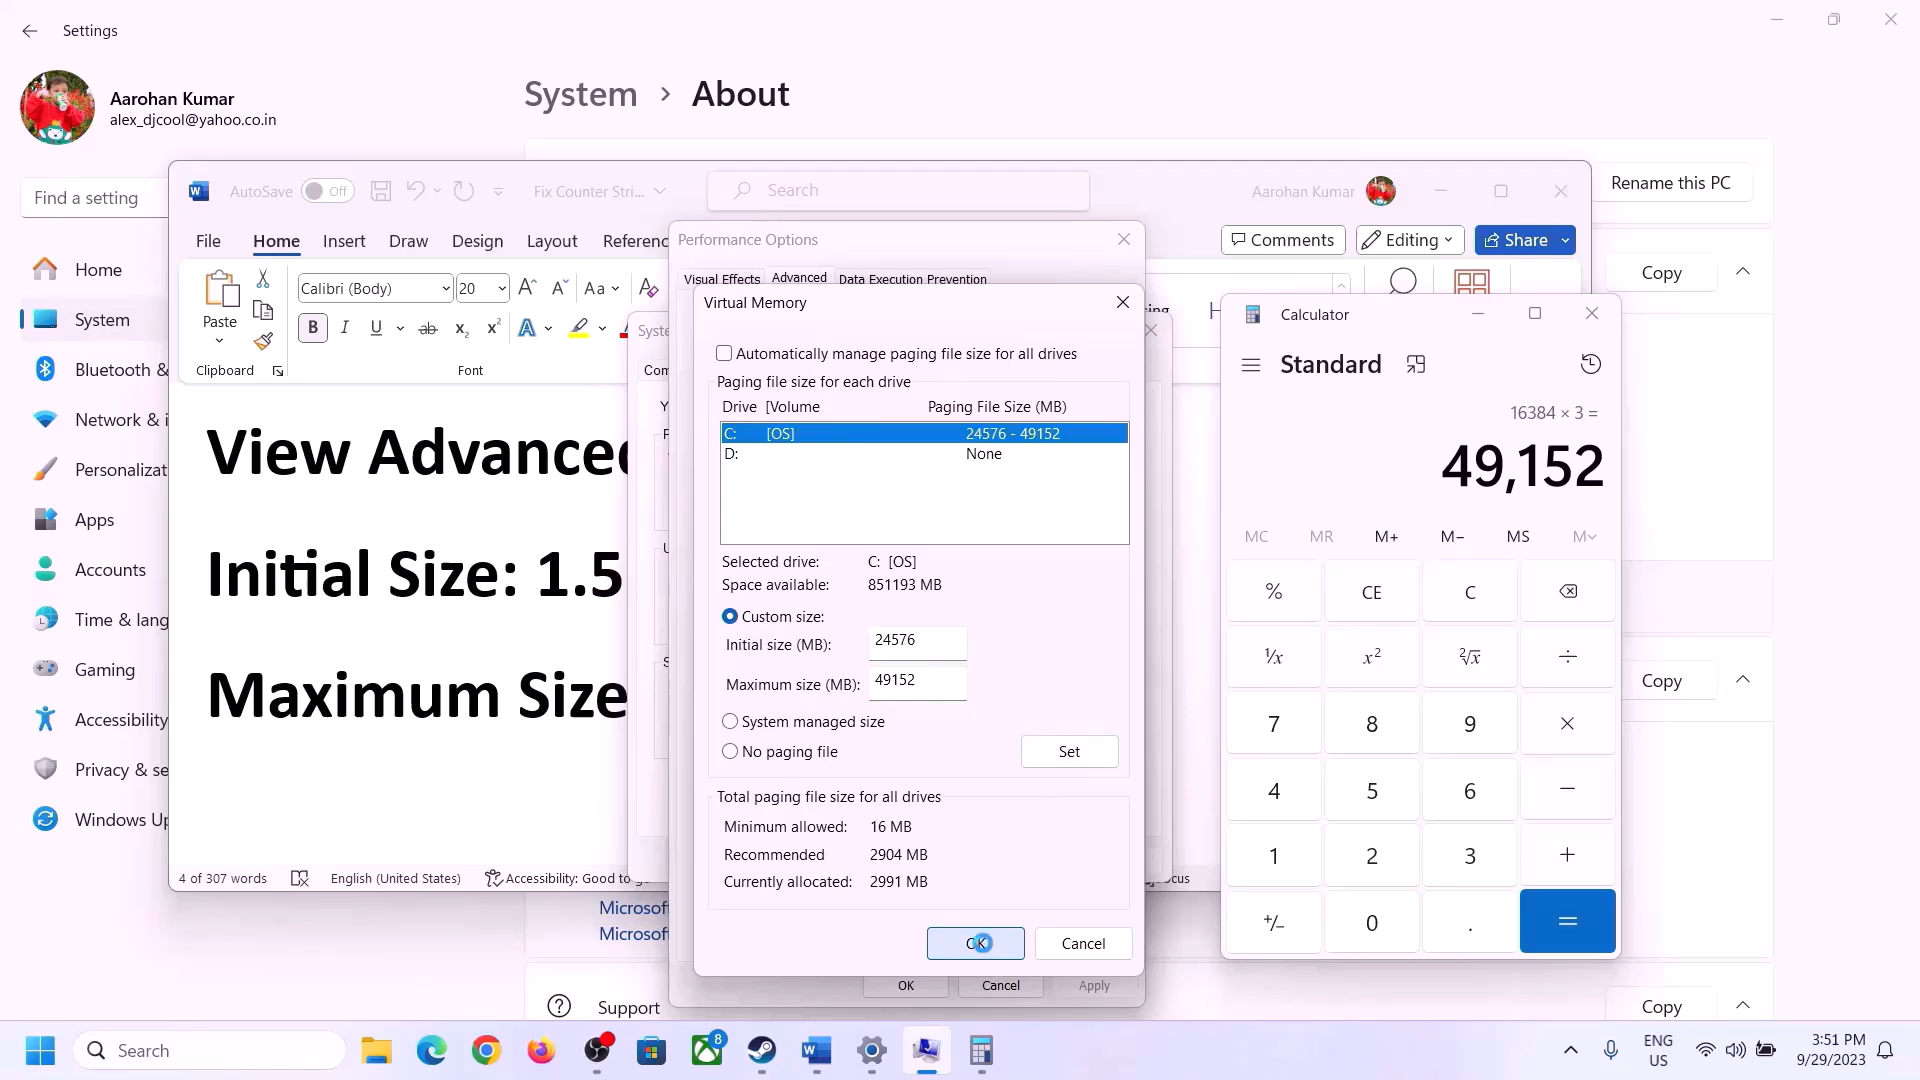 Settings
Aarohan Kumar
alex_djcool@yahoo.co.in
Find a setting
Home
System
Bluetooth &
Network & i
Personalizat
Apps
Accounts
Time & lang
Gaming
Accessibility
Privacy & se
Windows Up
System > About
Rename this PC
Copy
Copy
Copy
Support
AutoSave Off
Fix Counter Stri...
Search
Aarohan Kumar
File Home Insert Draw Design Layout Referenc
Comments Editing Share
Paste
Calibri (Body) 20
Clipboard
Font
View Advanced
Initial Size: 1.5
Maximum Size
4 of 307 words
English (United States)
Accessibility: Good to g
Microsof
Microsof
Performance Options
Visual Effects Advanced Data Execution Prevention
OK Cancel Apply
Syste
Com
Virtual Memory
Automatically manage paging file size for all drives
Paging file size for each drive
Drive [Volume Paging File Size (MB)
C: [OS] 24576 - 49152
D: None
Selected drive: C: [OS]
Space available: 851193 MB
Custom size:
Initial size (MB): 24576
Maximum size (MB): 49152
System managed size
No paging file
Set
Total paging file size for all drives
Minimum allowed: 16 MB
Recommended 2904 MB
Currently allocated: 2991 MB
OK Cancel
Calculator
Standard
16384 × 3 =
49,152
MC MR M+ M− MS M
% CE C
¹/x x² ²√x ÷
7 8 9 ×
4 5 6 −
1 2 3 +
+/− 0 . =
Search
8
ENG
US
3:51 PM
9/29/2023